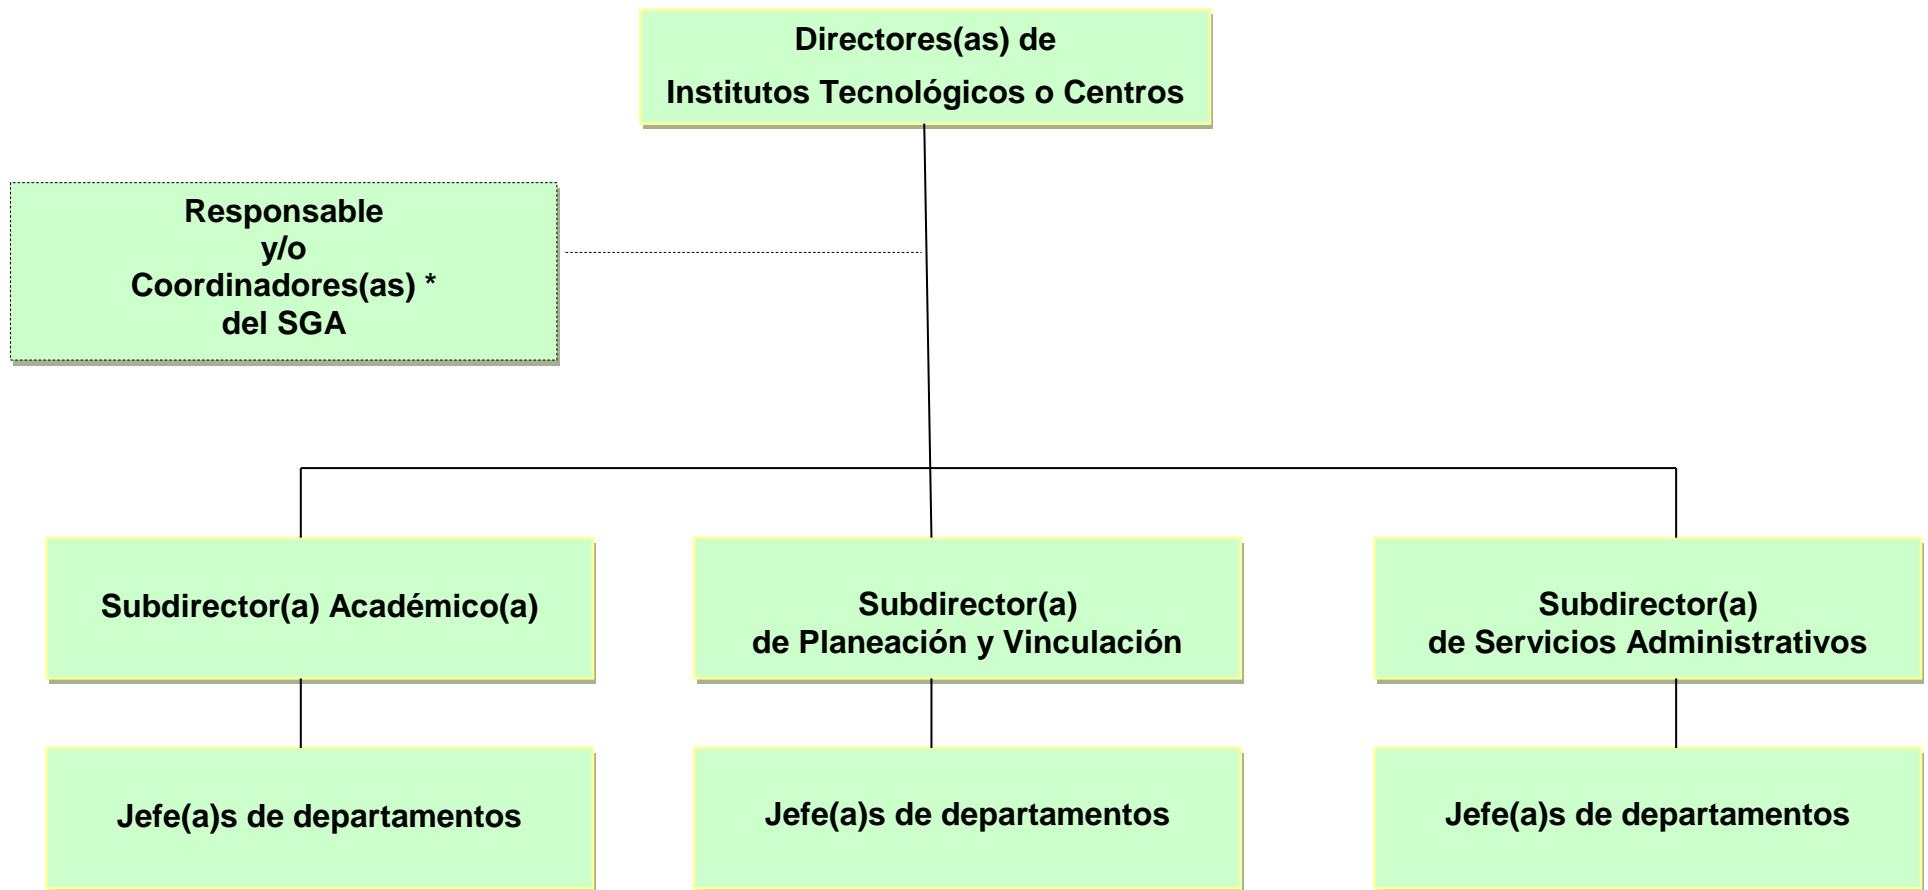 Directores(as) de
Institutos Tecnológicos o Centros
Responsable
y/o
Coordinadores(as) *
del SGA
Subdirector(a) Académico(a)
Subdirector(a)
de Planeación y Vinculación
Subdirector(a)
de Servicios Administrativos
Jefe(a)s de departamentos
Jefe(a)s de departamentos
Jefe(a)s de departamentos